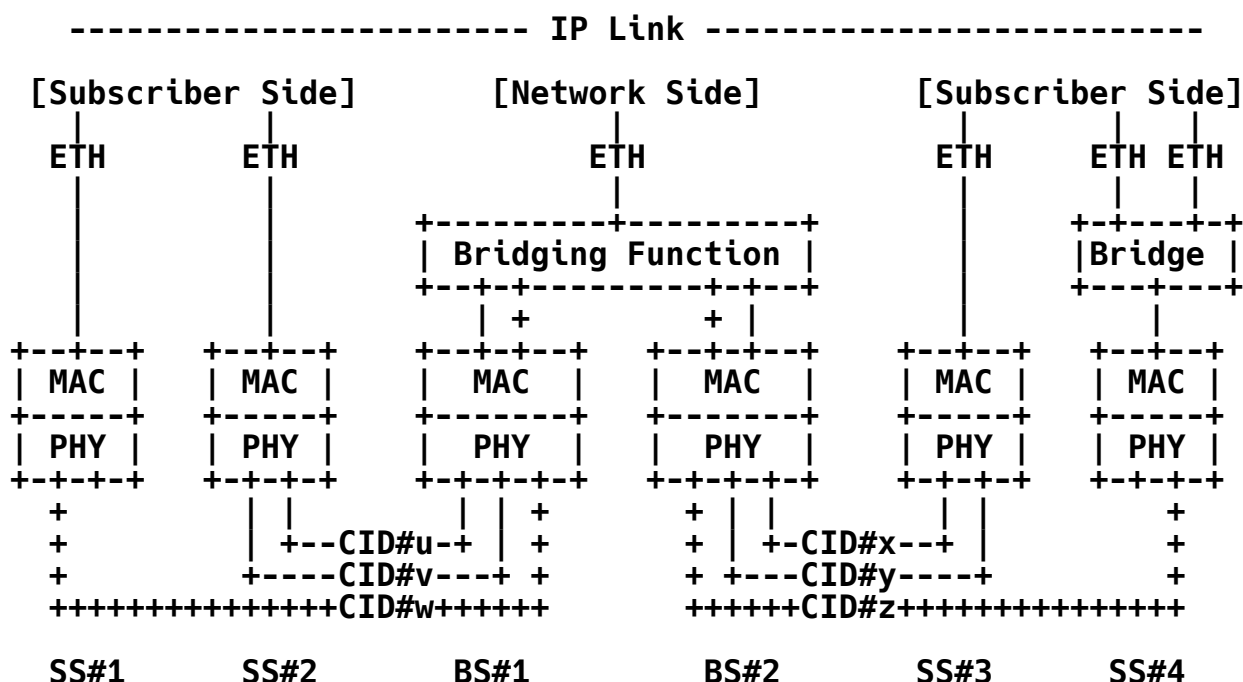 ------------------------ IP Link --------------------------
[Subscriber Side] [Network Side] [Subscriber Side]
| | | | | |
ETH ETH ETH ETH ETH ETH
| | | | | |
| | +---------+---------+ | +-+---+-+
| | | Bridging Function | | |Bridge |
| | +--+-+---------+-+--+ | +---+---+
| | | + + | | |
+--+--+ +--+--+ +--+-+--+ +--+-+--+ +--+--+ +--+--+
| MAC | | MAC | | MAC | | MAC | | MAC | | MAC |
+-----+ +-----+ +-------+ +-------+ +-----+ +-----+
| PHY | | PHY | | PHY | | PHY | | PHY | | PHY |
+-+-+-+ +-+-+-+ +-+-+-+-+ +-+-+-+-+ +-+-+-+ +-+-+-+
+ | | | | + + | | | | +
+ | +--CID#u-+ | + + | +-CID#x--+ | +
+ +----CID#v---+ + + +---CID#y----+ +
+++++++++++++++CID#w++++++ ++++++CID#z+++++++++++++++
SS#1 SS#2 BS#1 BS#2 SS#3 SS#4